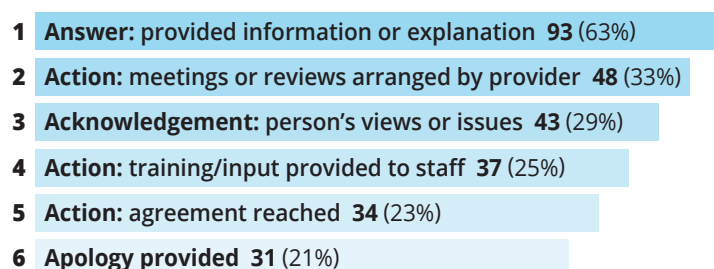 1 Answer: provided information or explanation 93 (63%)
2 Action: meetings or reviews arranged by provider 48 (33%)
3 Acknowledgement: person’s views or issues 43 (29%)
4 Action: training/input provided to staff 37 (25%)
5 Action: agreement reached 34 (23%)
6 Apology provided 31 (21%)